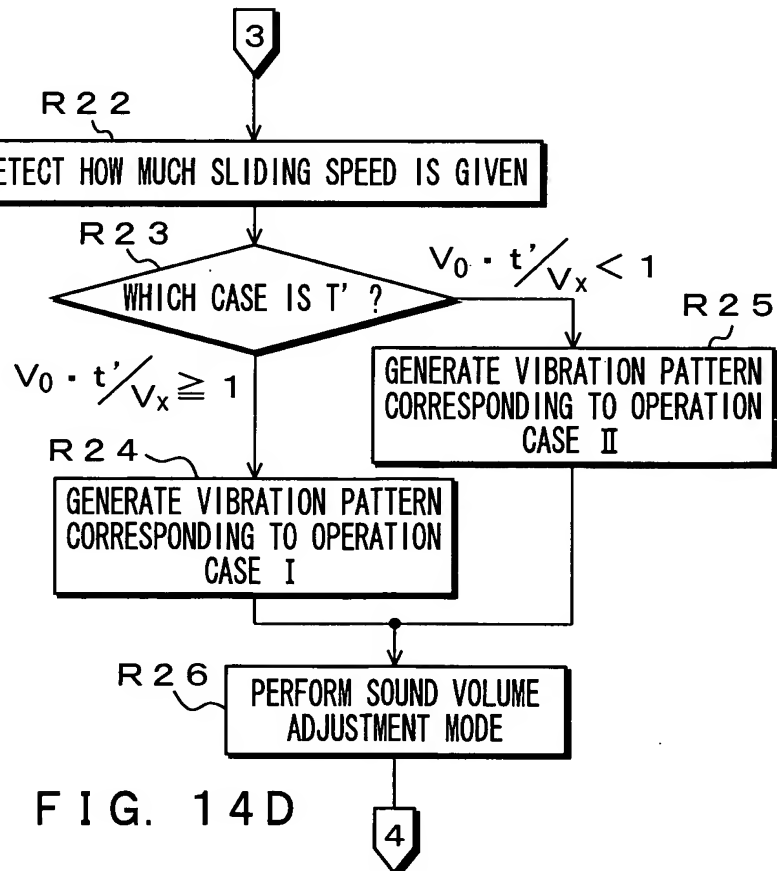 3
R22
ETECT HOW MUCH SLIDING SPEED IS GIVEN
R23
V₀ · t'/Vₓ < 1
WHICH CASE IS T' ?
R25
V₀ · t'/Vₓ ≧ 1
GENERATE VIBRATION PATTERN
CORRESPONDING TO OPERATION
CASE Ⅱ
R24
GENERATE VIBRATION PATTERN
CORRESPONDING TO OPERATION
CASE Ⅰ
R26
PERFORM SOUND VOLUME
ADJUSTMENT MODE
FIG. 14D
4